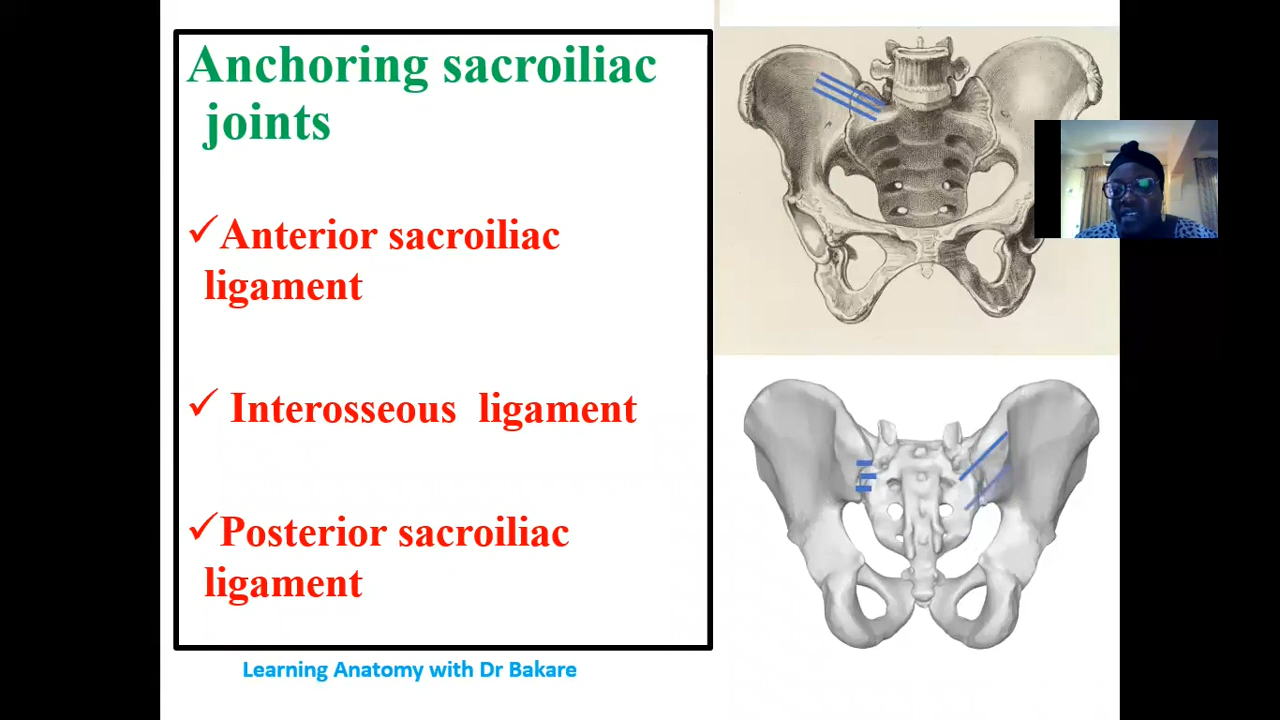 Anchoring sacroiliac
joints
✓Anterior sacroiliac
ligament
✓ Interosseous ligament
✓Posterior sacroiliac
ligament
Learning Anatomy with Dr Bakare